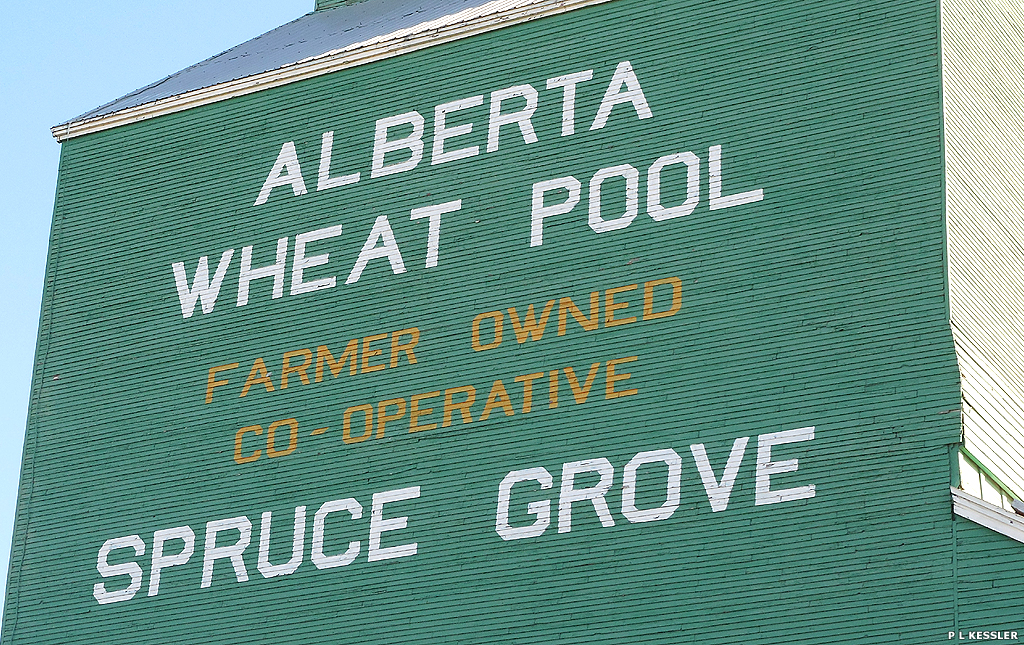 ALBERTA
WHEAT POOL
FARMER OWNED
CO-OPERATIVE
SPRUCE GROVE
P L KESSLER